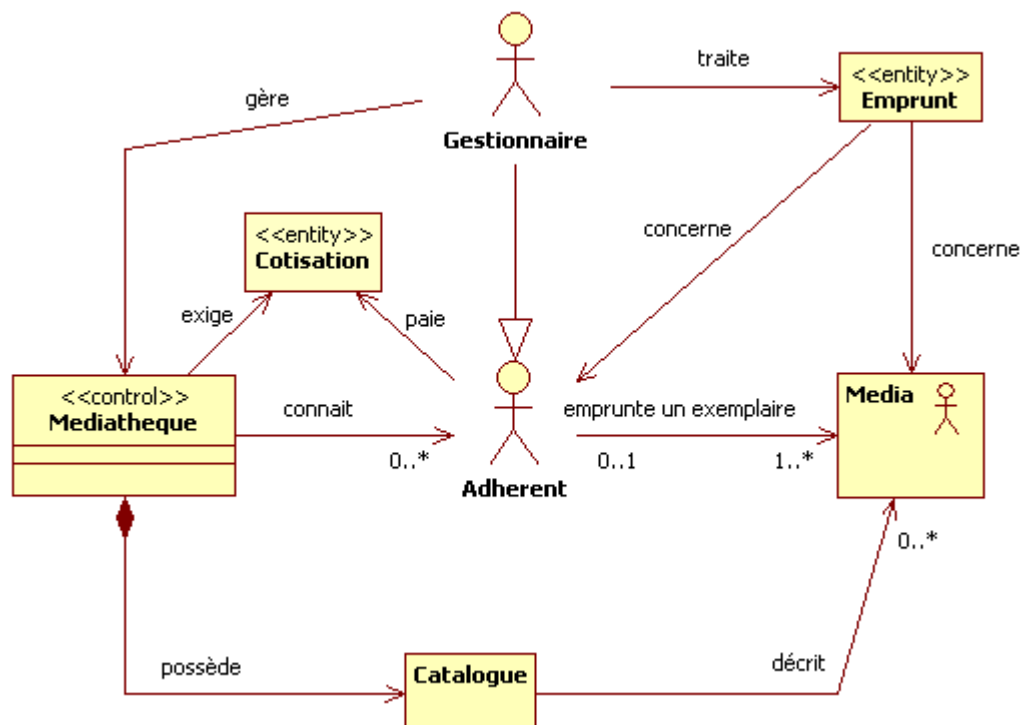 traite
<<entity>>
Emprunt
gère
Gestionnaire
<<entity>>
Cotisation
concerne
concerne
exige
paie
<<control>>
Mediatheque
connait
0..*
Adherent
emprunte un exemplaire
0..1
1..*
Media
0..*
possède
Catalogue
décrit